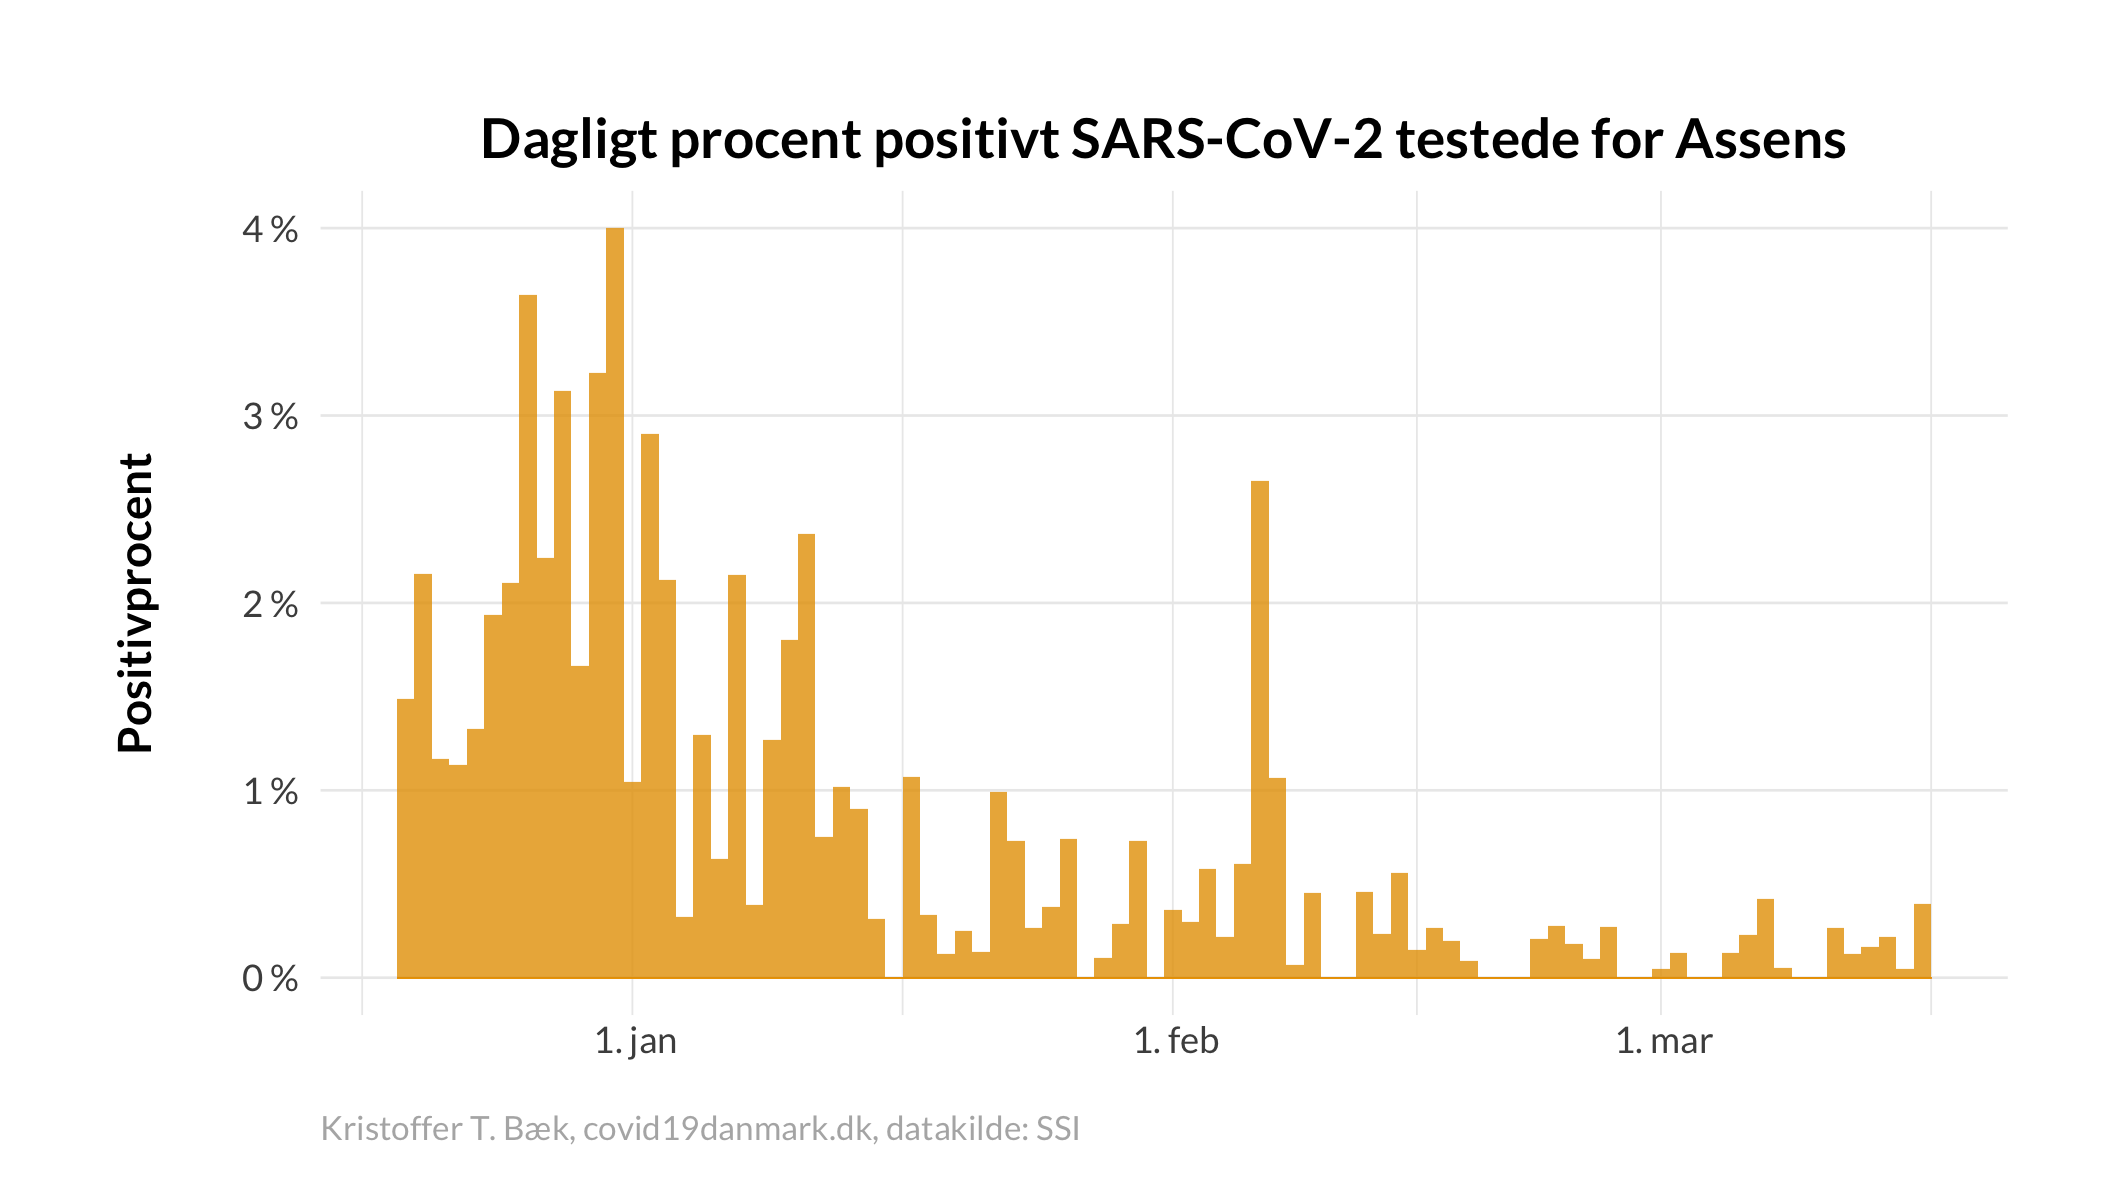 Dagligt procent positivt SARS-CoV-2 testede for Assens
Positivprocent
4 %
3 %
2 %
1 %
0 %
1. jan
1. feb
1. mar
Kristoffer T. Bæk, covid19danmark.dk, datakilde: SSI